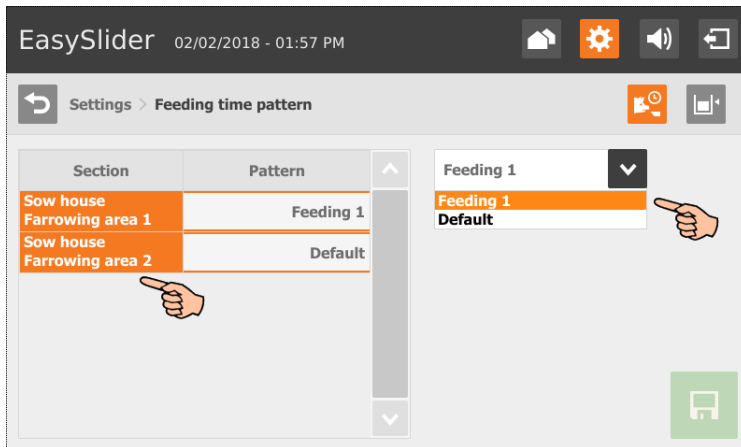 EasySlider 02/02/2018 - 01:57 PM
Settings > Feeding time pattern
Section Pattern
Feeding 1
Sow house
Farrowing area 1
Feeding 1
Sow house
Farrowing area 2
Default
Feeding 1
Default